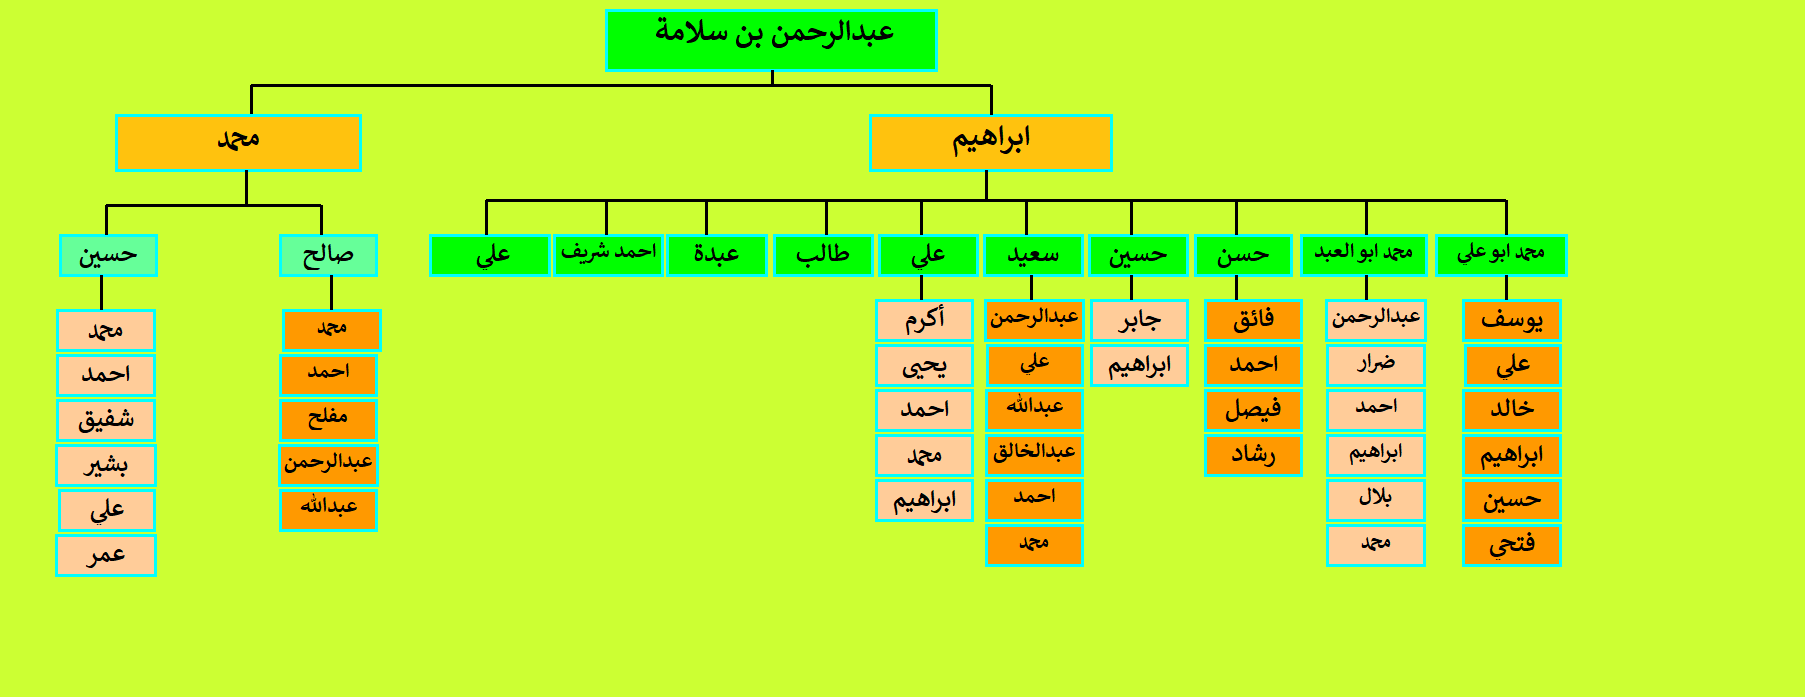 عبدالرحمن بن سلامة
ابراهيم
محمد
محمد ابو علي
محمد ابو العبد
حسن
حسين
سعيد
علي
طالب
عبدة
احمد شريف
علي
صالح
حسين
يوسف
علي
خالد
ابراهيم
حسين
فتحي
عبدالرحمن
ضرار
احمد
ابراهيم
بلال
محمد
فائق
احمد
فيصل
رشاد
جابر
ابراهيم
عبدالرحمن
علي
عبدالله
عبدالخالق
احمد
محمد
أكرم
يحيى
احمد
محمد
ابراهيم
محمد
احمد
مفلح
عبدالرحمن
عبدالله
محمد
احمد
شفيق
بشير
علي
عمر